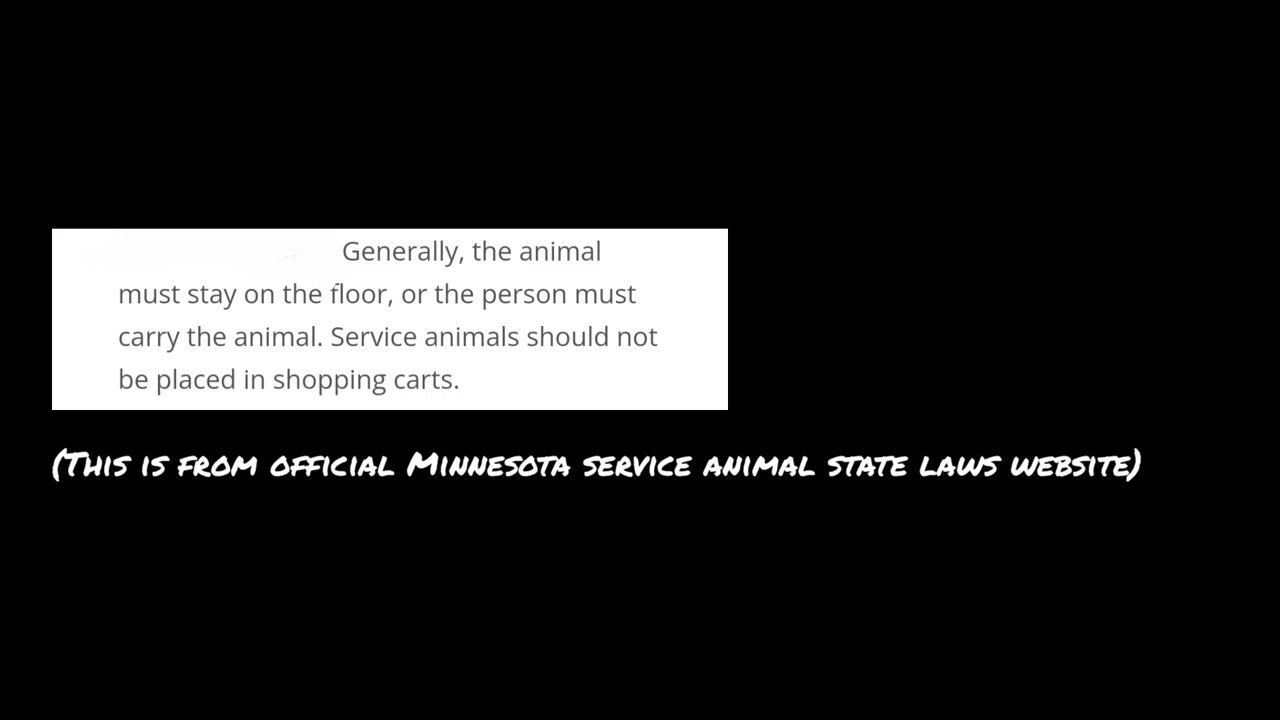 Generally, the animal
must stay on the floor, or the person must
carry the animal. Service animals should not
be placed in shopping carts.
(This is from official Minnesota service animal state laws website)